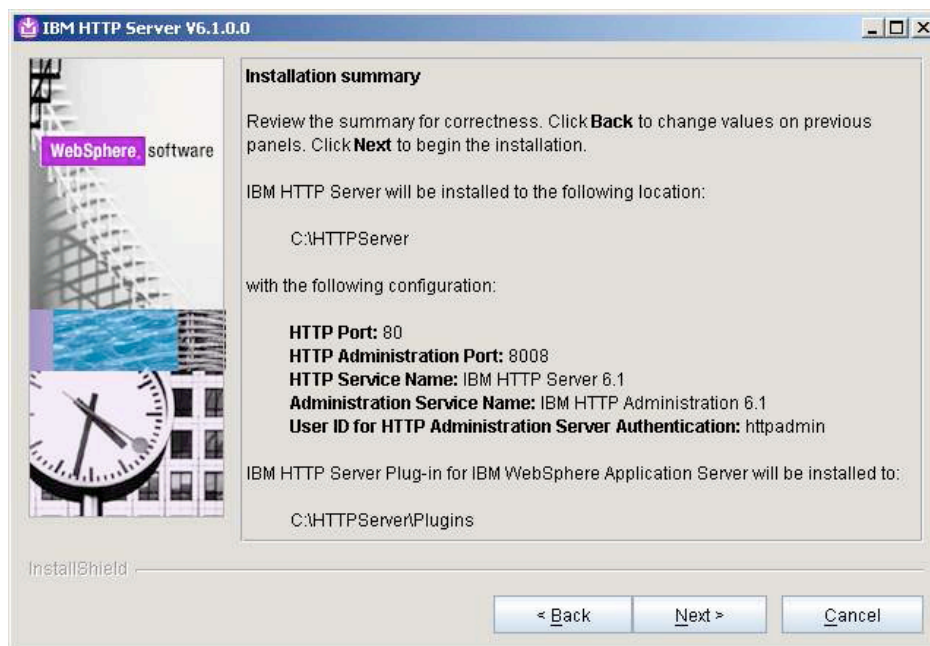 IBM HTTP Server V6.1.0.0
WebSphere. software
Installation summary
Review the summary for correctness. Click Back to change values on previous
panels. Click Next to begin the installation.
IBM HTTP Server will be installed to the following location:
C:\HTTPServer
with the following configuration:
HTTP Port: 80
HTTP Administration Port: 8008
HTTP Service Name: IBM HTTP Server 6.1
Administration Service Name: IBM HTTP Administration 6.1
User ID for HTTP Administration Server Authentication: httpadmin
IBM HTTP Server Plug-in for IBM WebSphere Application Server will be installed to:
C:\HTTPServer\Plugins
InstallShield
< Back
Next >
Cancel